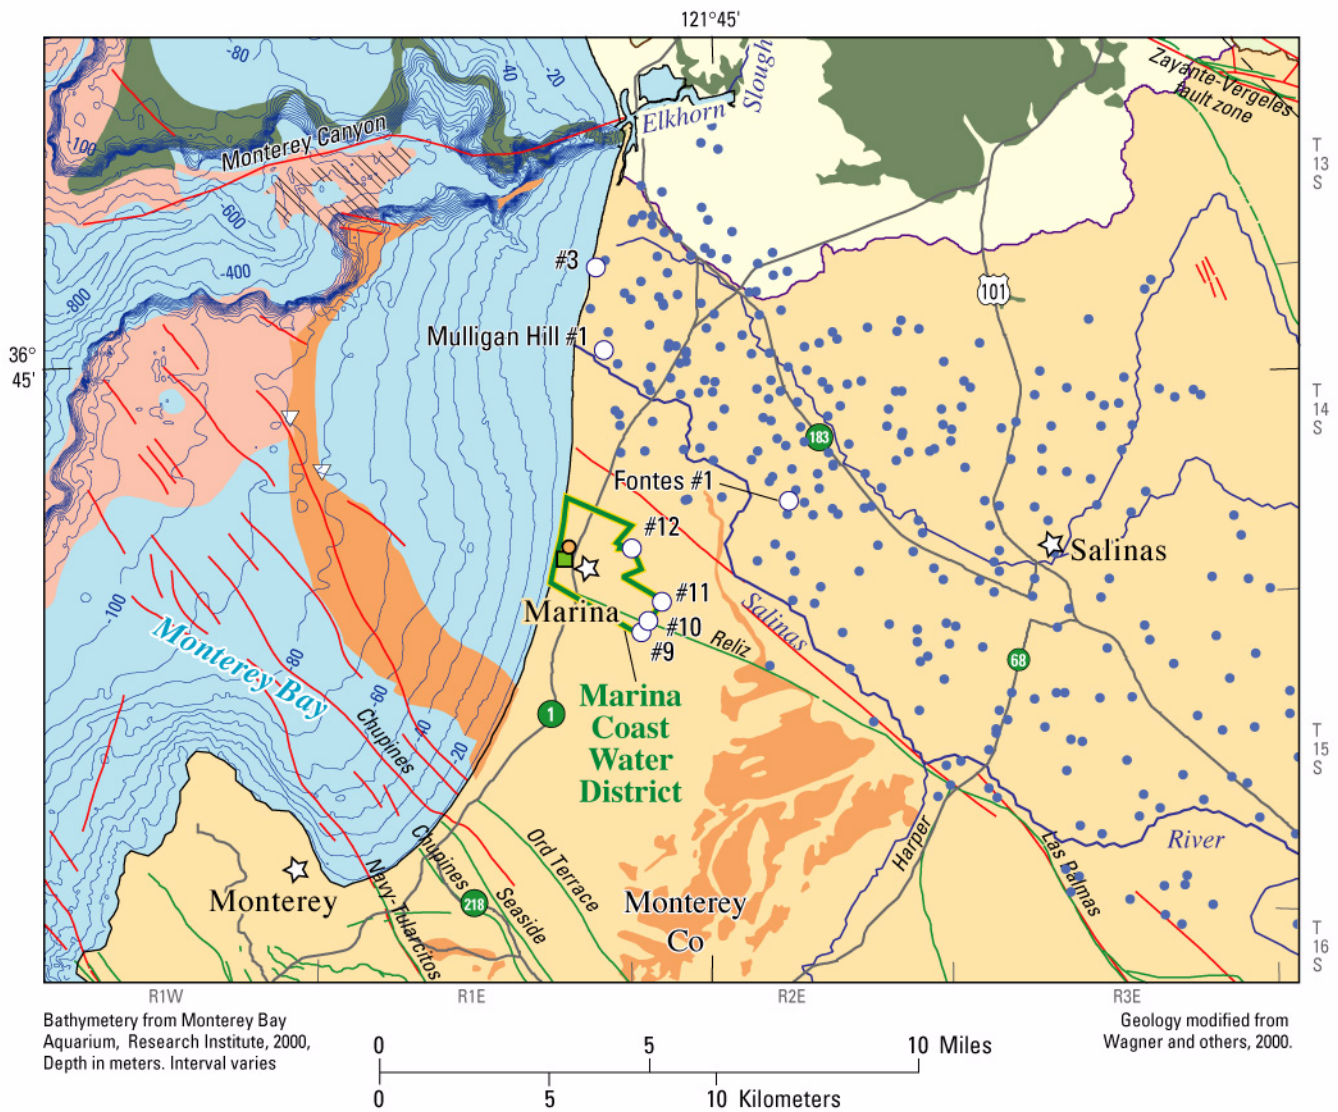 121°45'
-80
-40
-20
Elkhorn
Slough
Zayante-Vergeles
fault zone
-100
Monterey Canyon
T
13
S
-600
#3
-400
-800
101
Mulligan Hill #1
36°
45'
T
14
S
183
Fontes #1
#12
Salinas
#11
Marina
#10
Salinas
-100
Reliz
#9
68
Monterey Bay
-80
Marina
Coast
Water
District
-60
1
Chupines
-40
-20
T
15
S
Harper
River
Chupines
Ord Terrace
Las Palmas
Navy-Tularcitos
Monterey
218
Seaside
Monterey
Co
T
16
S
R1W
R1E
R2E
R3E
Bathymetery from Monterey Bay
Aquarium, Research Institute, 2000,
Depth in meters. Interval varies
Geology modified from
Wagner and others, 2000.
0
5
10 Miles
0
5
10 Kilometers